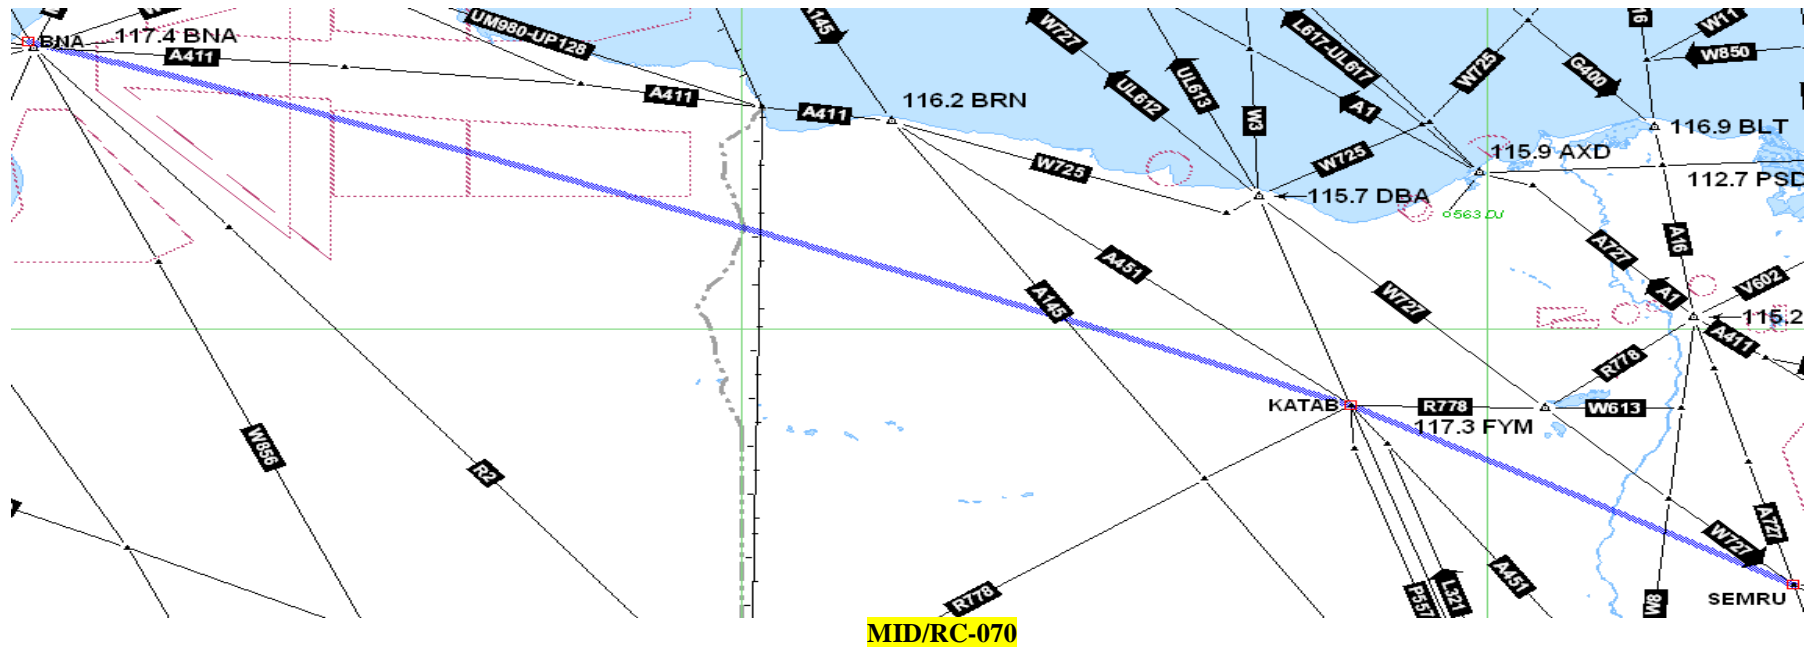 BNA
117.4 BNA
A411
UM980-UP128
A411
A145
A411
116.2 BRN
W727
UL612
UL613
W3
L617-UL617
A1
W725
W725
W725
G400
W11
W850
116.9 BLT
115.9 AXD
112.7 PSD
115.7 DBA
563 DJ
A727
A16
A1
V602
115.2
A411
R778
A451
A145
W727
KATAB
R778
W613
117.3 FYM
W856
R2
R778
P557
L321
A451
W8
W727
A727
SEMRU
MID/RC-070